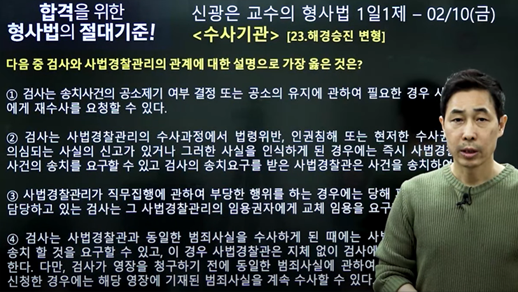 합격을 위한
형사법의 절대기준!
신광은 교수의 형사법 1일1제 – 02/10(금)
<수사기관> [23.해경승진 변형]
다음 중 검사와 사법경찰관리의 관계에 대한 설명으로 가장 옳은 것은?
① 검사는 송치사건의 공소제기 여부 결정 또는 공소의 유지에 관하여 필요한 경우 사
에게 재수사를 요청할 수 있다.
② 검사는 사법경찰관리의 수사과정에서 법령위반, 인권침해 또는 현저한 수사권
의심되는 사실의 신고가 있거나 그러한 사실을 인식하게 된 경우에는 즉시 사법경
사건의 송치를 요구할 수 있고 검사의 송치요구를 받은 사법경찰관은 사건을 송치하여
③ 사법경찰관리가 직무집행에 관하여 부당한 행위를 하는 경우에는 당해
담당하고 있는 검사는 그 사법경찰관리의 임용권자에게 교체 임용을 요구
④ 검사는 사법경찰관과 동일한 범죄사실을 수사하게 된 때에는 사법
송치 할 것을 요구할 수 있고, 이 경우 사법경찰관은 지체 없이 검사에
한다. 다만, 검사가 영장을 청구하기 전에 동일한 범죄사실에 관하여
신청한 경우에는 해당 영장에 기재된 범죄사실을 계속 수사할 수 있다.